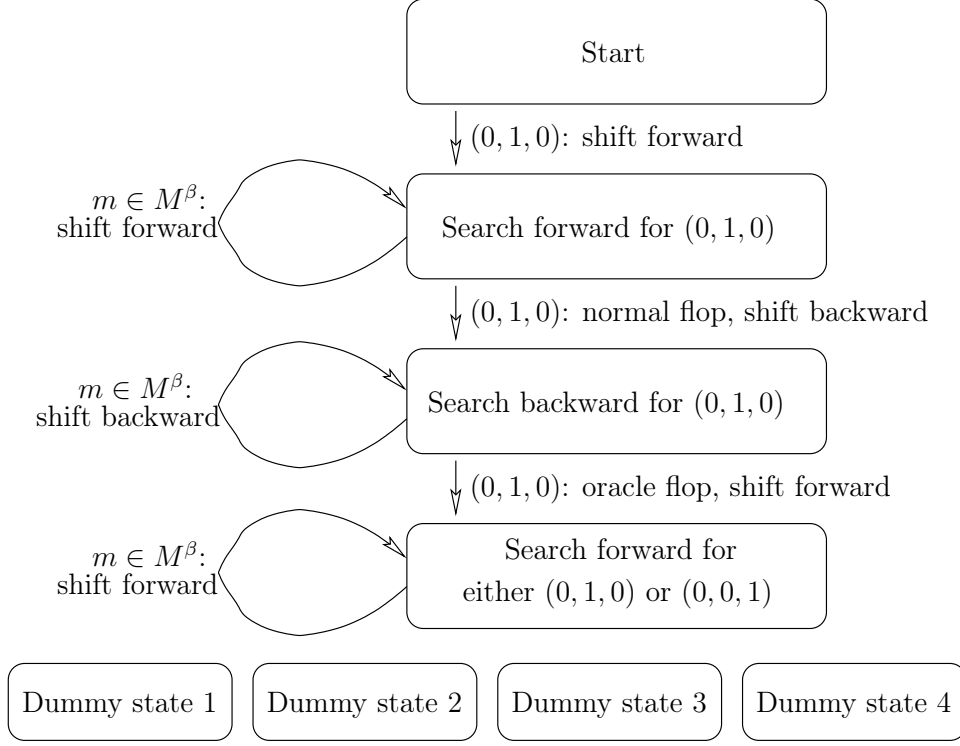 Start
(0, 1, 0): shift forward
m ∈ M^β:
shift forward
Search forward for (0, 1, 0)
(0, 1, 0): normal flop, shift backward
m ∈ M^β:
shift backward
Search backward for (0, 1, 0)
(0, 1, 0): oracle flop, shift forward
m ∈ M^β:
shift forward
Search forward for
either (0, 1, 0) or (0, 0, 1)
Dummy state 1
Dummy state 2
Dummy state 3
Dummy state 4